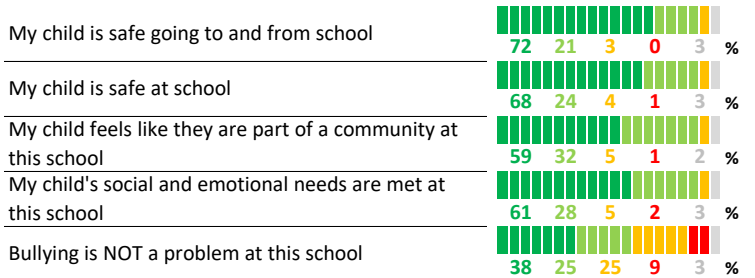 My child is safe going to and from school
72 21 3 0 3 %
My child is safe at school
68 24 4 1 3 %
My child feels like they are part of a community at
this school
59 32 5 1 2 %
My child's social and emotional needs are met at
this school
61 28 5 2 3 %
Bullying is NOT a problem at this school
38 25 25 9 3 %